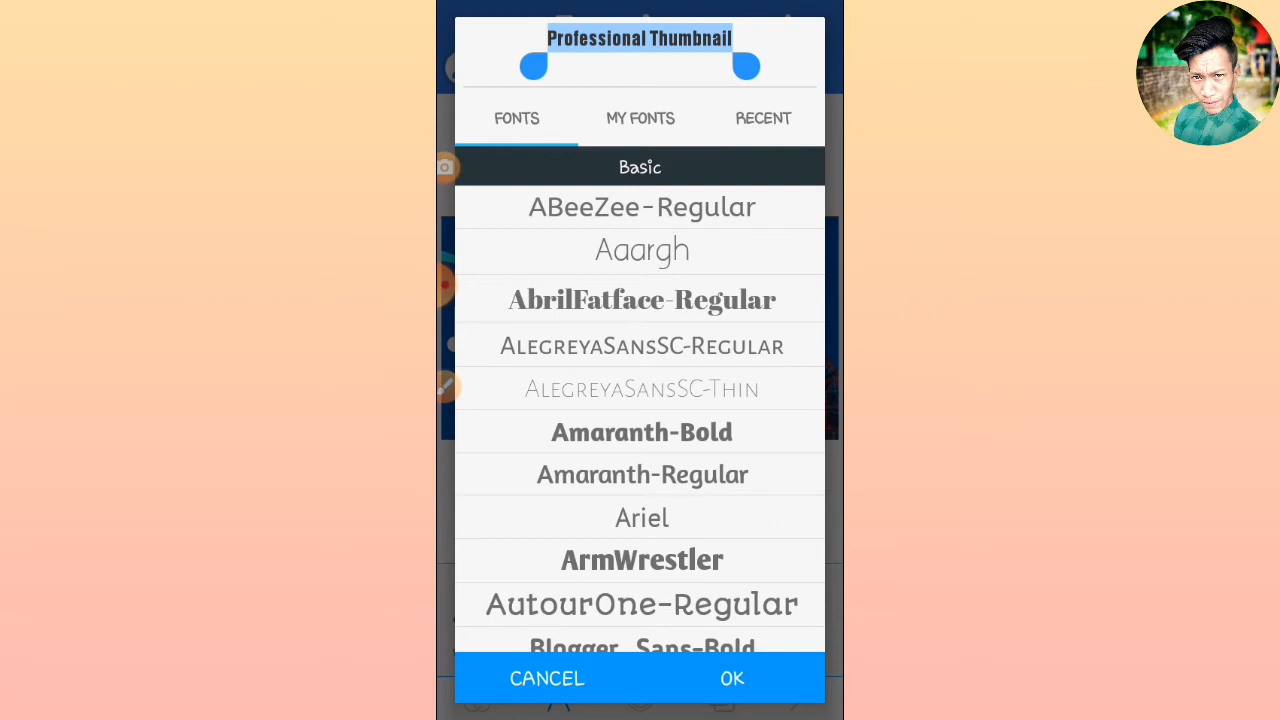 Professional Thumbnail
FONTS MY FONTS RECENT
Basic
ABeeZee-Regular
Aaargh
AbrilFatface-Regular
AlegreyaSansSC-Regular
AlegreyaSansSC-Thin
Amaranth-Bold
Amaranth-Regular
Ariel
ArmWrestler
AutourOne-Regular
Blogger_Sans-Bold
CANCEL OK